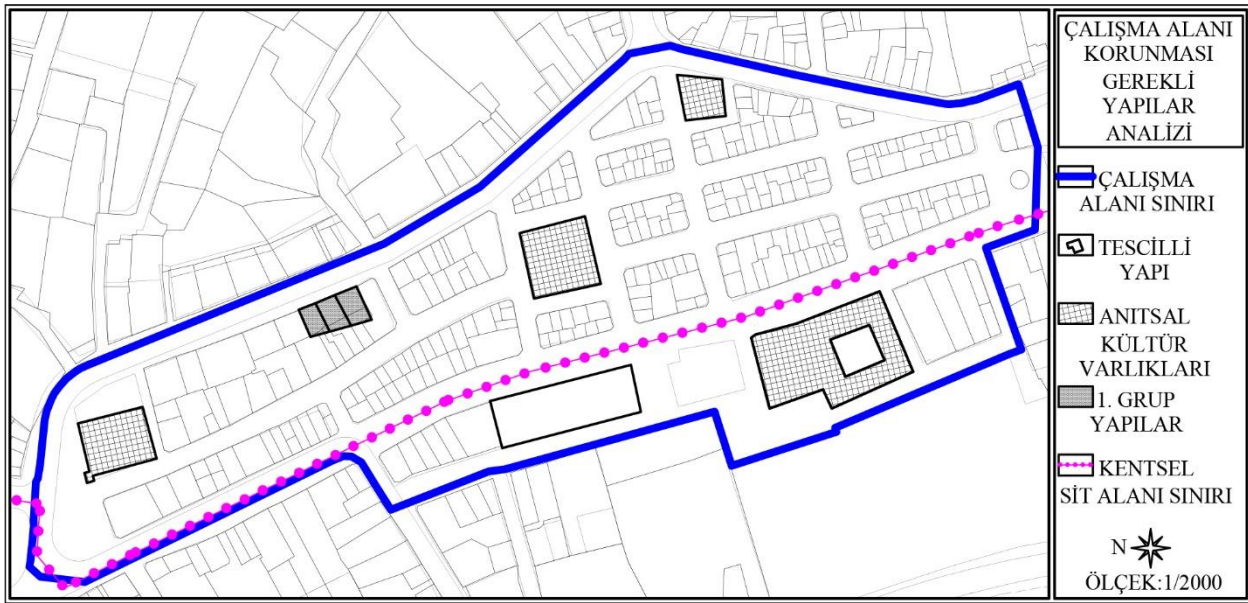 ÇALIŞMA ALANI
KORUNMASI
GEREKLİ
YAPILAR
ANALİZİ
ÇALIŞMA
ALANI SINIRI
TESCİLLİ
YAPI
ANITSAL
KÜLTÜR
VARLIKLARI
1. GRUP
YAPILAR
KENTSEL
SİT ALANI SINIRI
N
ÖLÇEK:1/2000